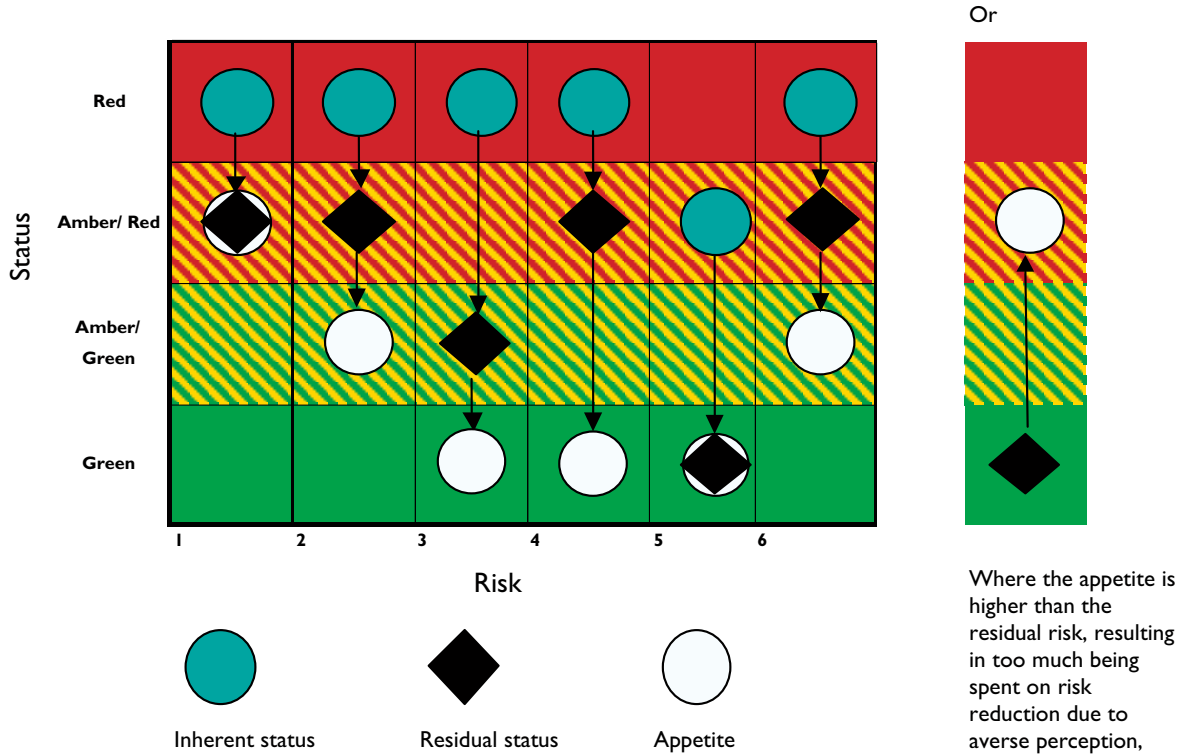 Or
Status
Red
Amber/ Red
Amber/
Green
Green
1 2 3 4 5 6
Risk
Inherent status
Residual status
Appetite
Where the appetite is
higher than the
residual risk, resulting
in too much being
spent on risk
reduction due to
averse perception,